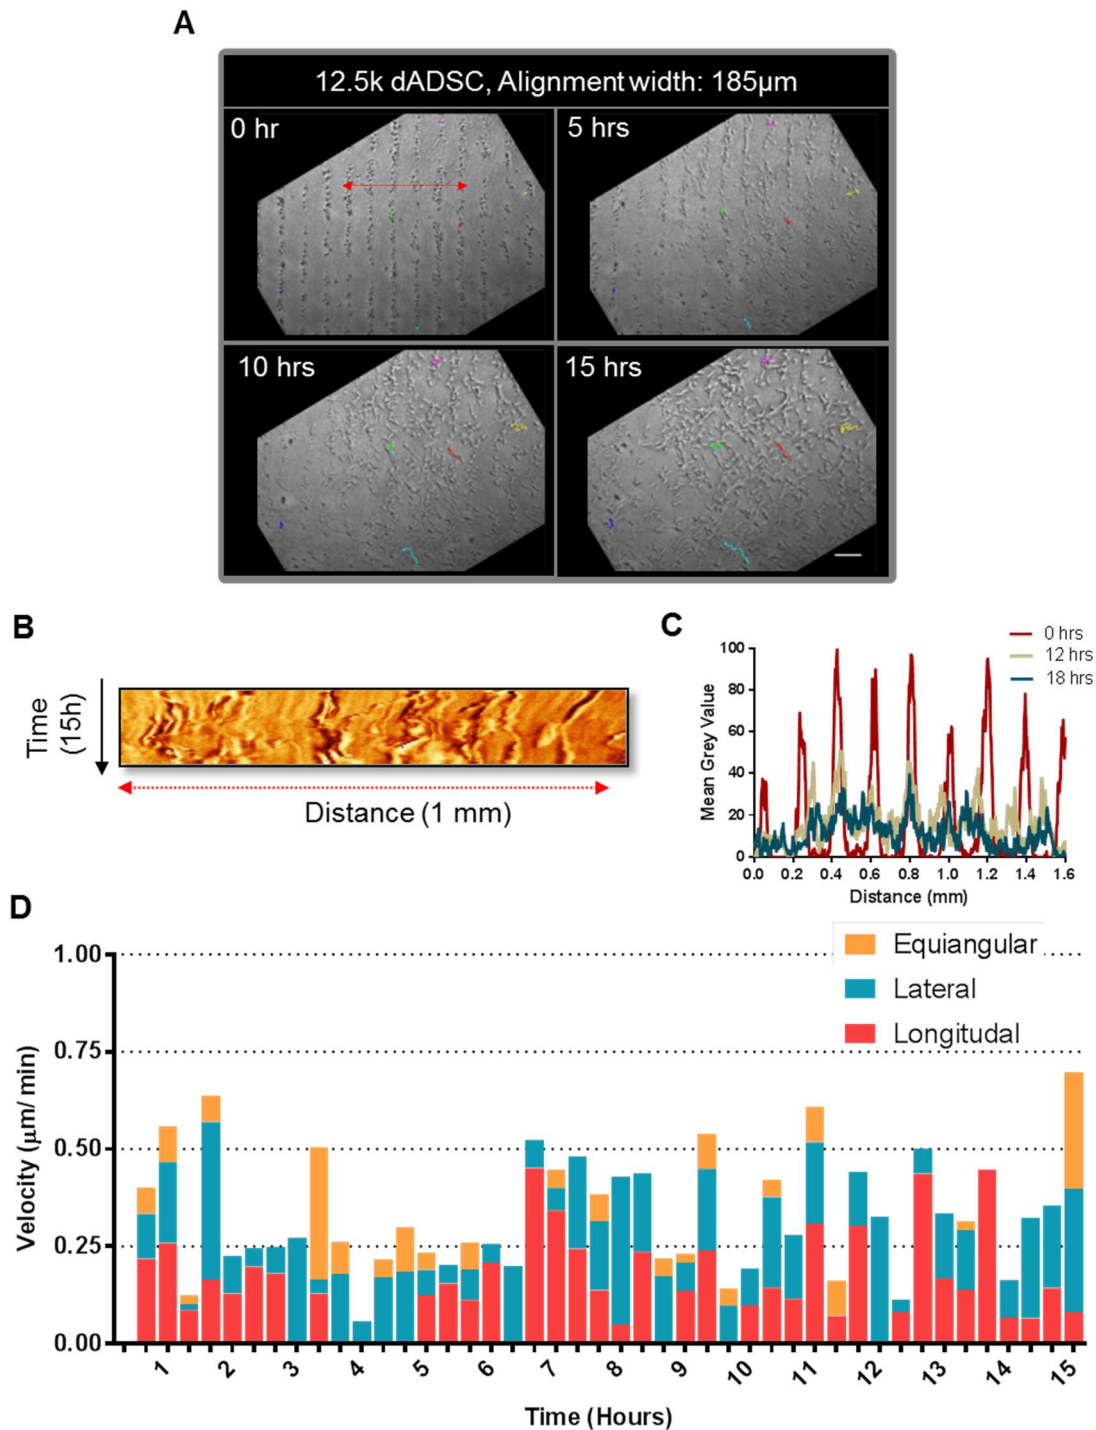 A
12.5k dADSC, Alignment width: 185µm
0 hr
5 hrs
10 hrs
15 hrs
B
Time
(15h)
Distance (1 mm)
C
0 hrs
12 hrs
18 hrs
100
80
60
40
20
0
Mean Grey Value
0.0 0.2 0.4 0.6 0.8 1.0 1.2 1.4 1.6
Distance (mm)
D
Equiangular
Lateral
Longitudal
1.00
0.75
0.50
0.25
0.00
Velocity (µm/ min)
1 2 3 4 5 6 7 8 9 10 11 12 13 14 15
Time (Hours)